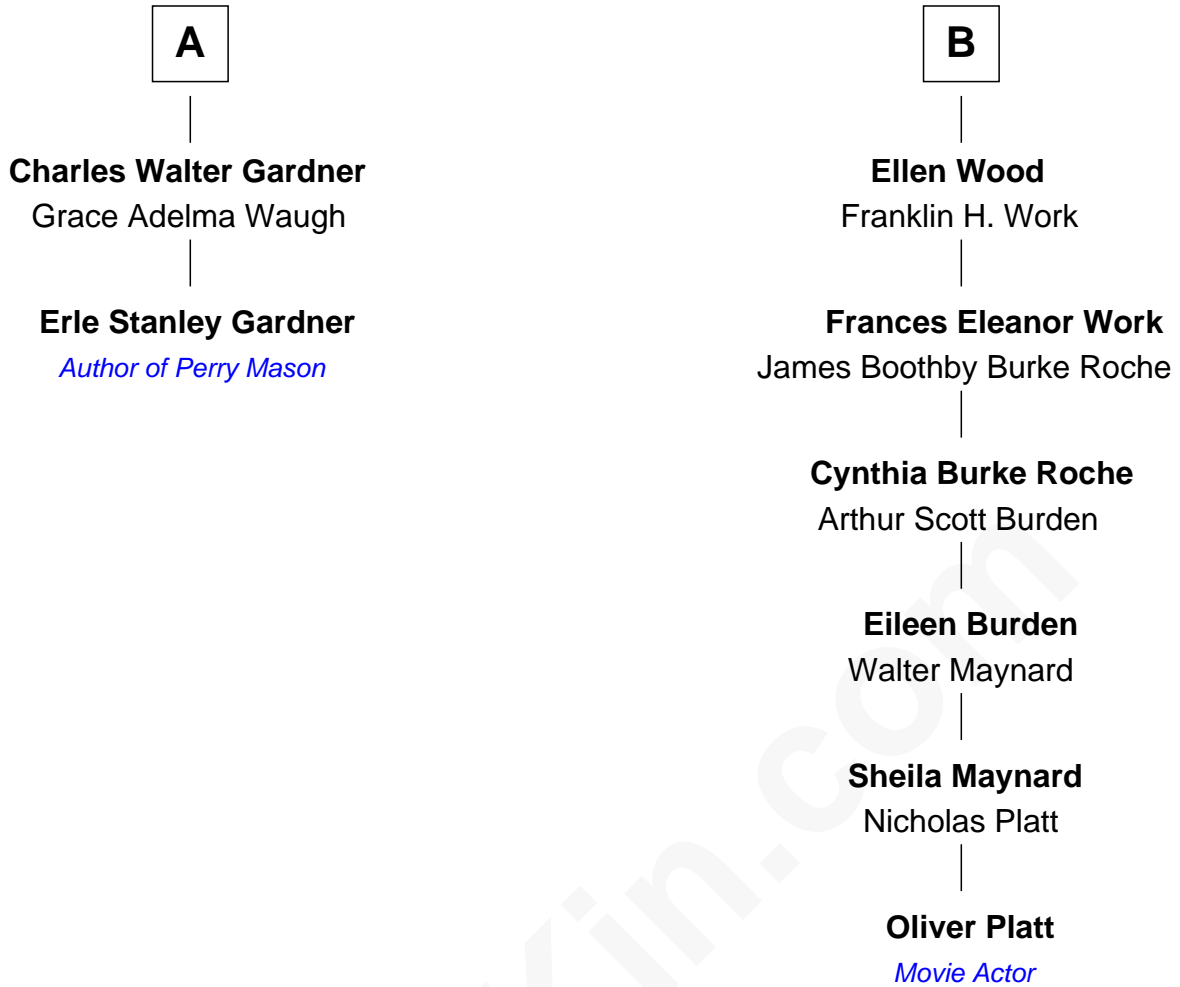 A
Charles Walter Gardner
Grace Adelma Waugh
Erle Stanley Gardner
Author of Perry Mason
B
Ellen Wood
Franklin H. Work
Frances Eleanor Work
James Boothby Burke Roche
Cynthia Burke Roche
Arthur Scott Burden
Eileen Burden
Walter Maynard
Sheila Maynard
Nicholas Platt
Oliver Platt
Movie Actor
Kin.com